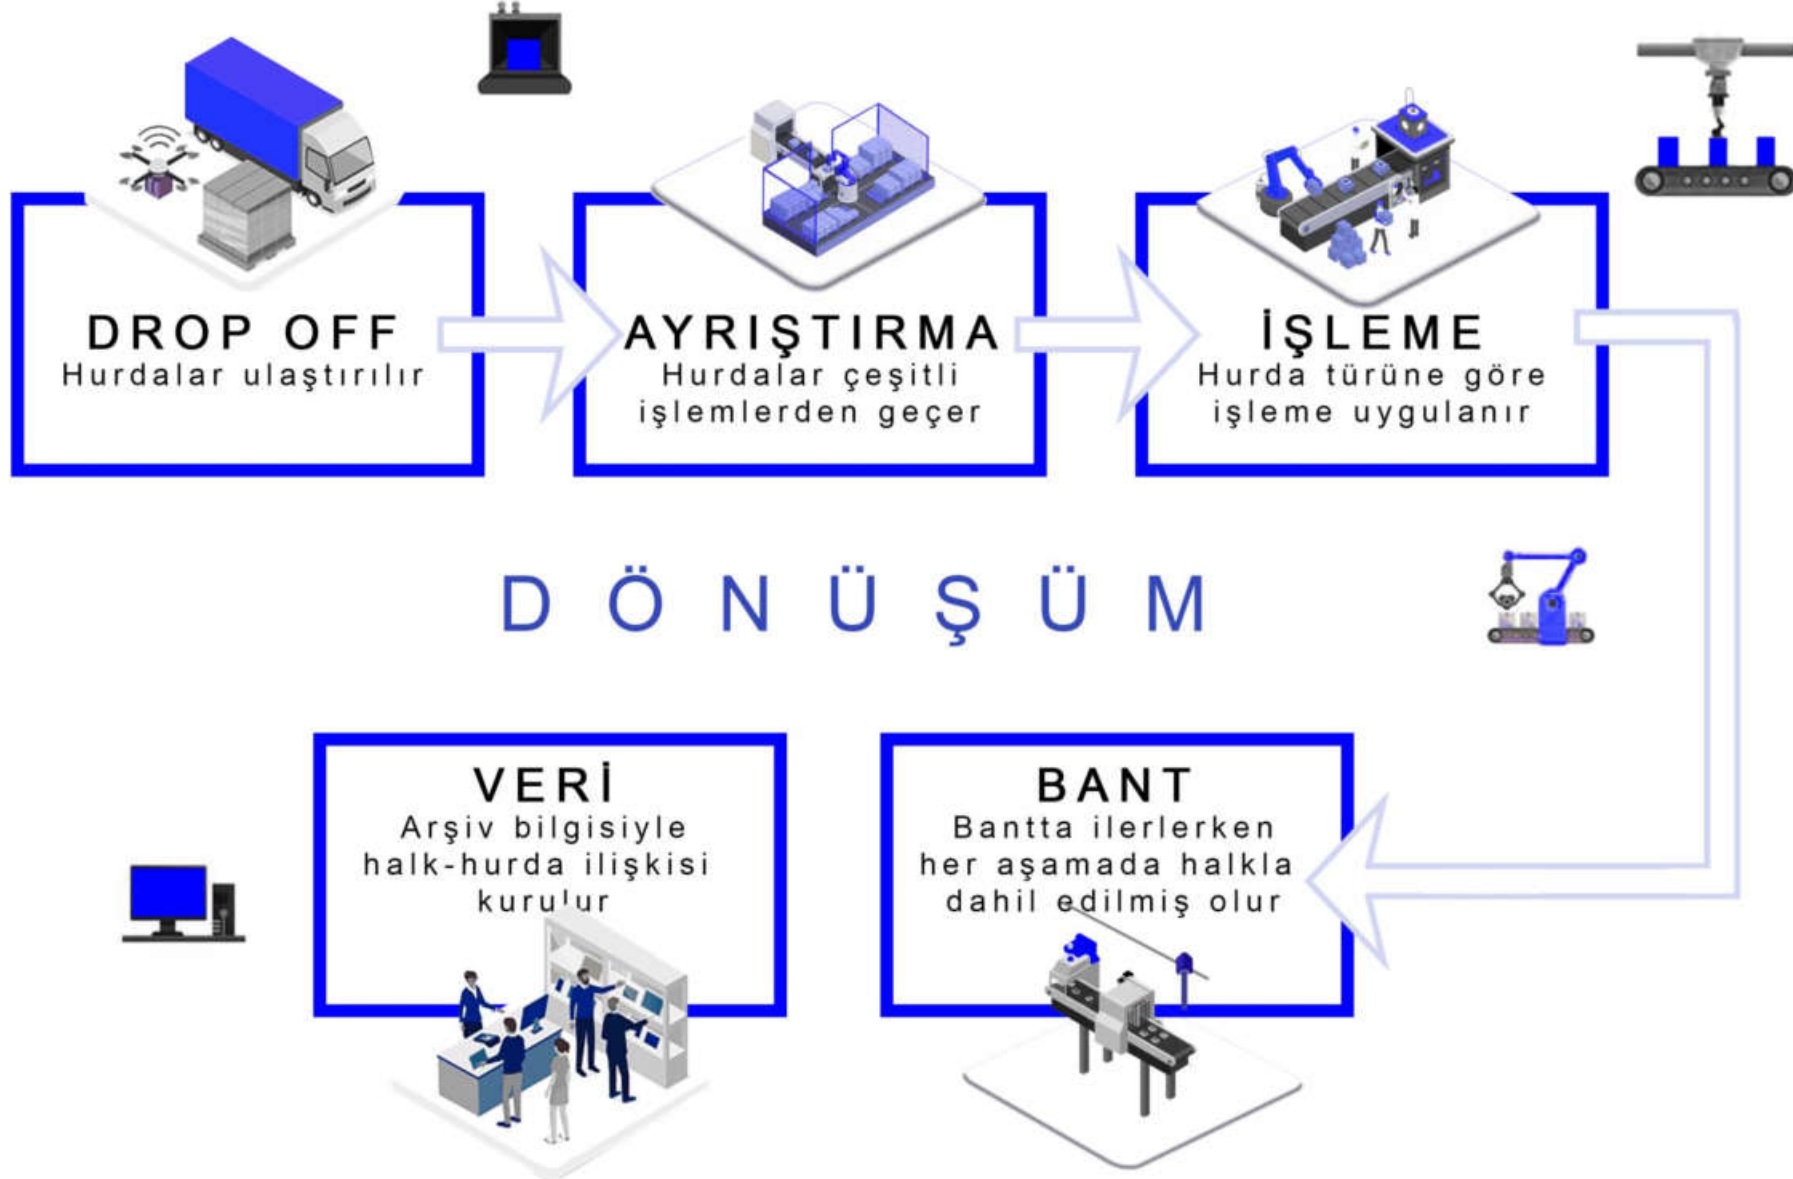 DROP OFF
Hurdalar ulaştırılır
AYRIŞTIRMA
Hurdalar çeşitli
işlemlerden geçer
İŞLEME
Hurda türüne göre
işleme uygulanır
DÖNÜŞÜM
VERİ
Arşiv bilgisiyle
halk-hurda ilişkisi
kurulur
BANT
Bantta ilerlerken
her aşamada halkla
dahil edilmiş olur